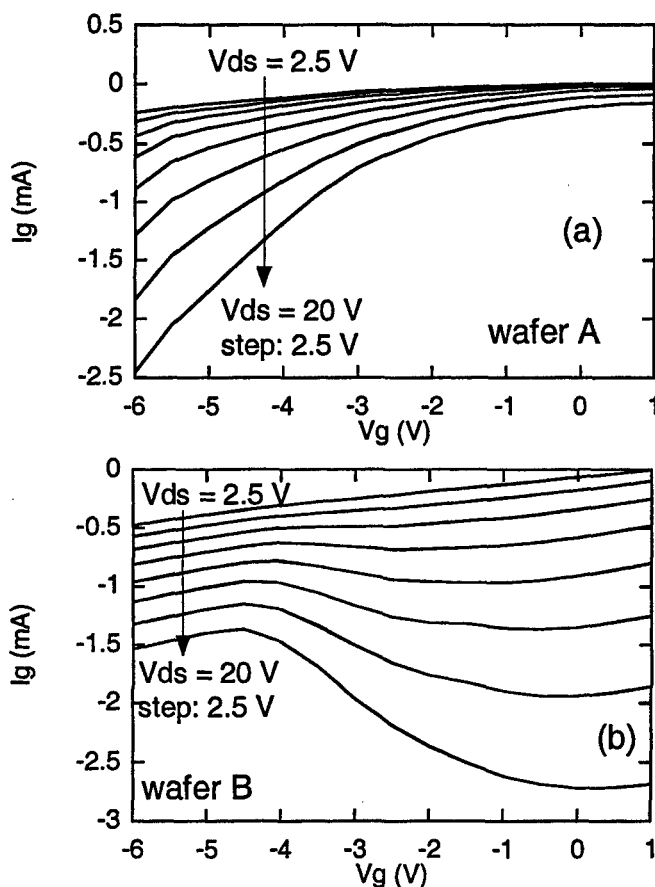 0.5
0
-0.5
-1
-1.5
-2
-2.5
Ig (mA)
Vds = 2.5 V
Vds = 20 V
step: 2.5 V
(a)
wafer A
-6 -5 -4 -3 -2 -1 0 1
Vg (V)
0
-0.5
-1
-1.5
-2
-2.5
-3
Ig (mA)
Vds = 2.5 V
Vds = 20 V
step: 2.5 V
(b)
wafer B
-6 -5 -4 -3 -2 -1 0 1
Vg (V)